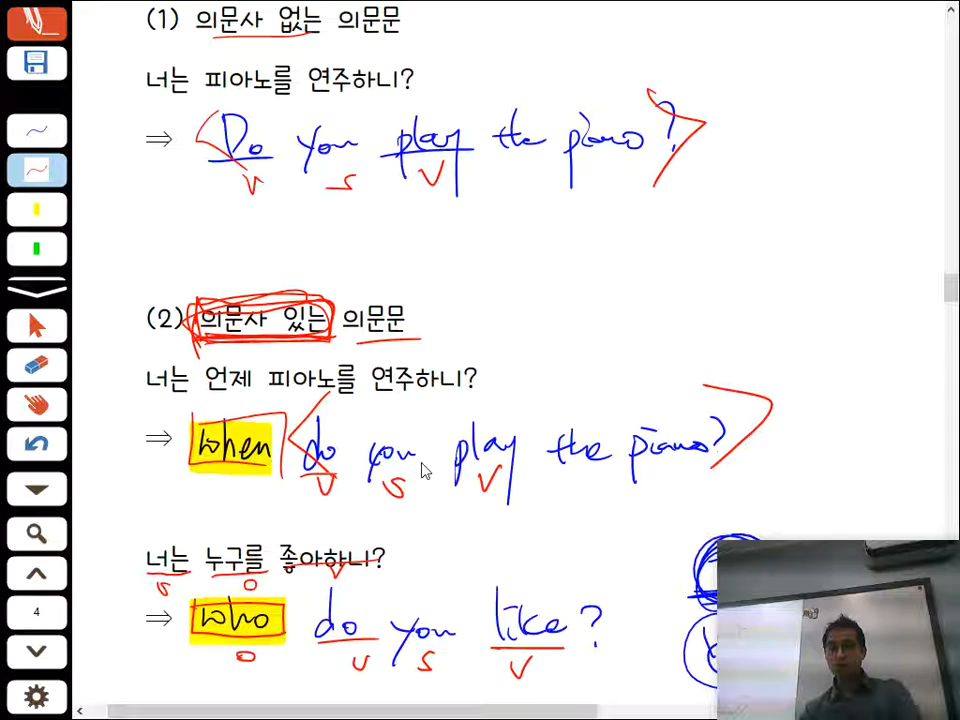 (1) 의문사 없는 의문문
너는 피아노를 연주하니?
⇒ Do you play the piano?
v s v
(2) 의문사 있는 의문문
너는 언제 피아노를 연주하니?
⇒ when do you play the piano?
v s v
너는 누구를 좋아하니?
s o v
⇒ who do you like?
o v s v
4